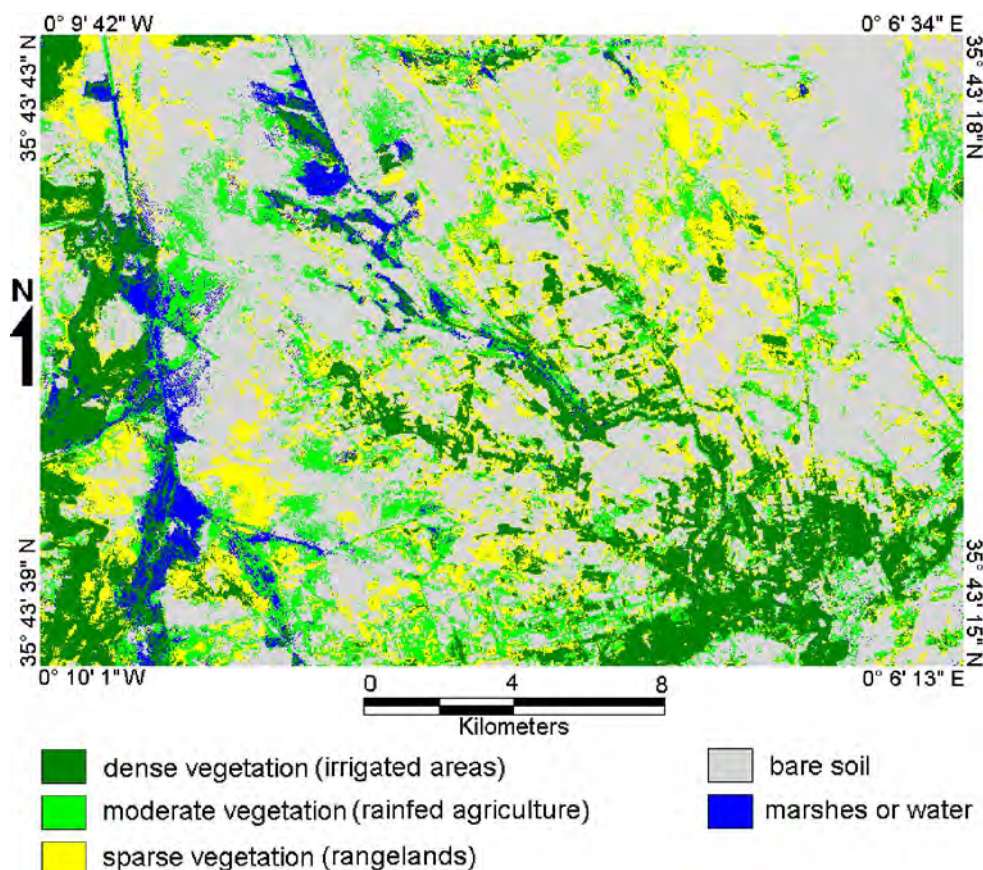 0° 9' 42" W
0° 6' 34" E
35° 43' 43" N
35° 43' 18" N
N
35° 43' 39" N
35° 43' 15" N
0° 10' 1" W
0° 6' 13" E
0 4 8
Kilometers
dense vegetation (irrigated areas)
bare soil
moderate vegetation (rainfed agriculture)
marshes or water
sparse vegetation (rangelands)